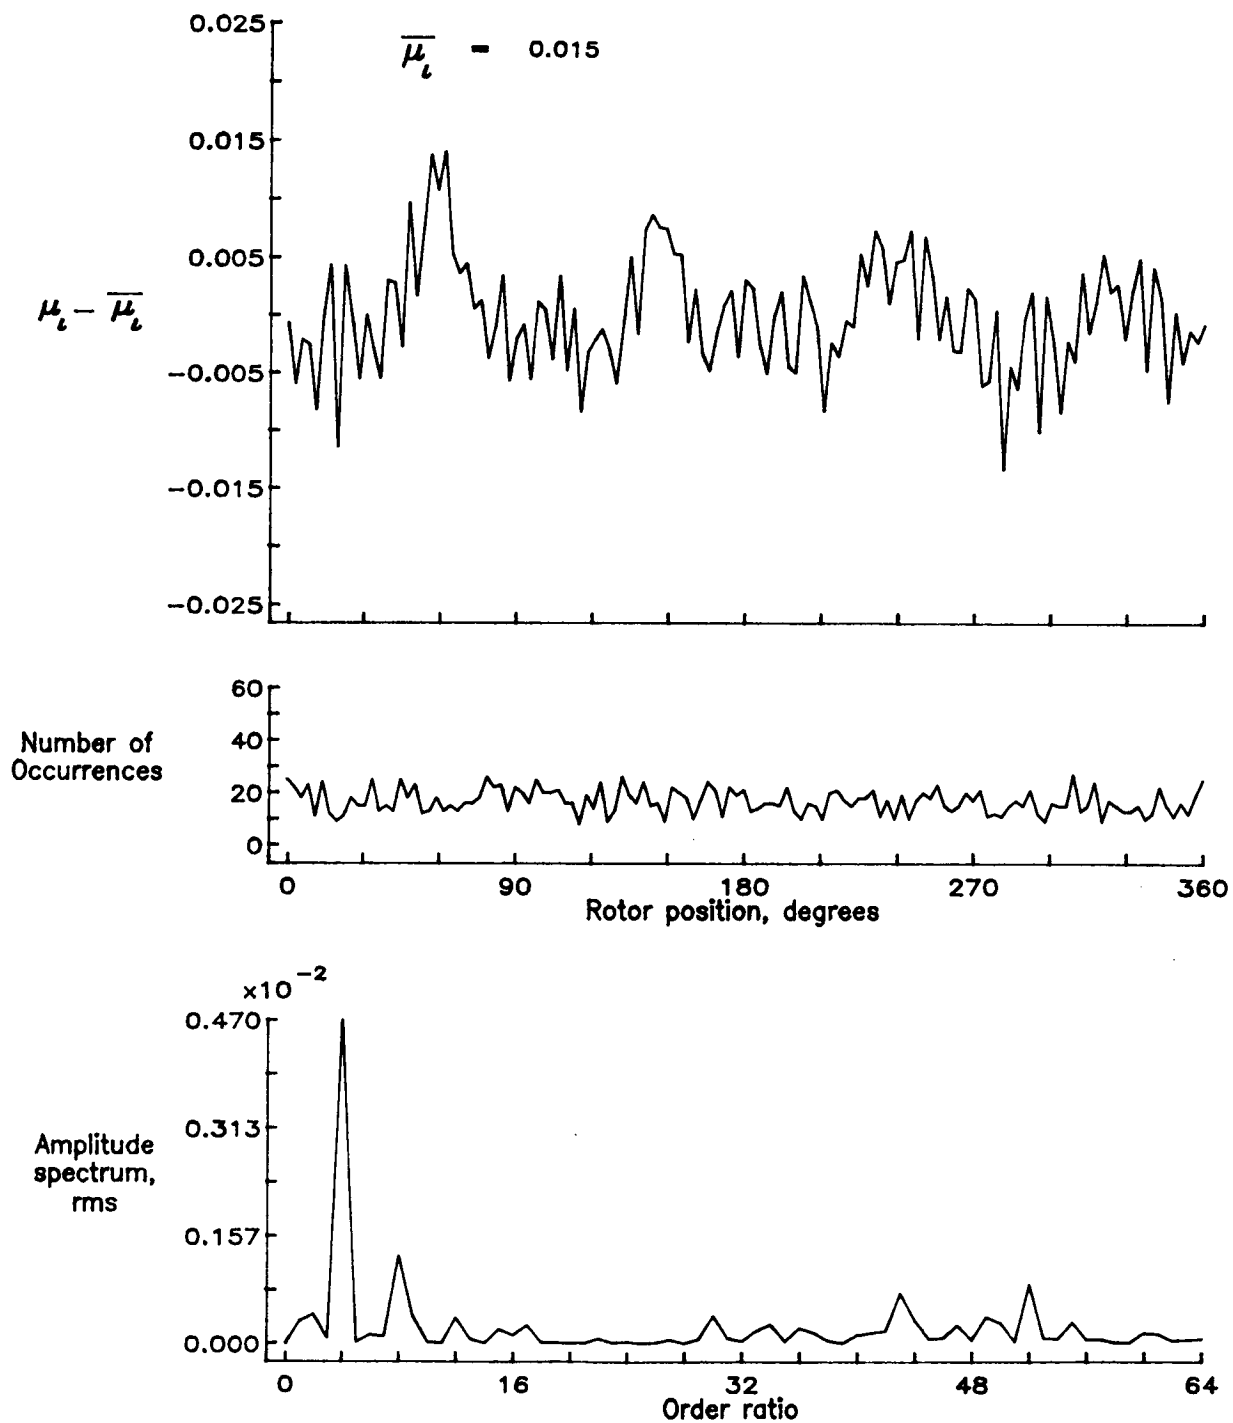 0.025
μ̅ᵢ = 0.015
0.015
0.005
μᵢ – μ̅ᵢ
-0.005
-0.015
-0.025
60
Number of
Occurrences
40
20
0
0 90 180 270 360
Rotor position, degrees
×10⁻²
0.470
0.313
Amplitude
spectrum,
rms
0.157
0.000
0 16 32 48 64
Order ratio